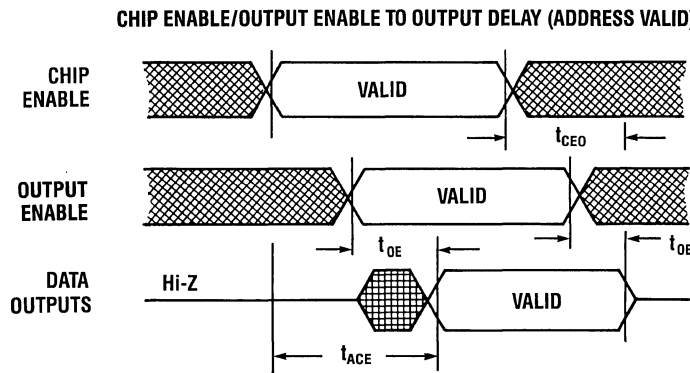 CHIP ENABLE/OUTPUT ENABLE TO OUTPUT DELAY (ADDRESS VALID)
CHIP
ENABLE
VALID
tCEO
OUTPUT
ENABLE
VALID
tOE
tOE
DATA
OUTPUTS
Hi-Z
VALID
tACE